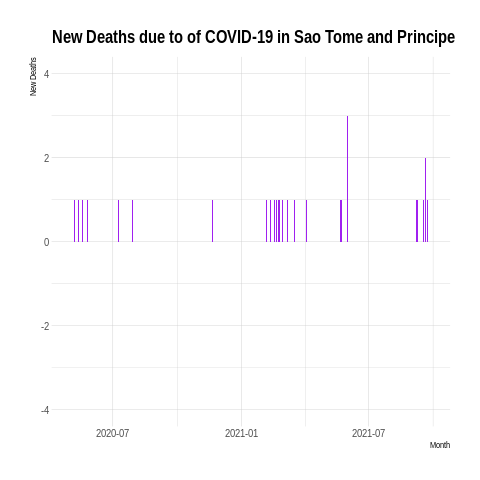 New Deaths due to of COVID-19 in Sao Tome and Principe
New Deaths
4
2
0
-2
-4
2020-07
2021-01
2021-07
Month